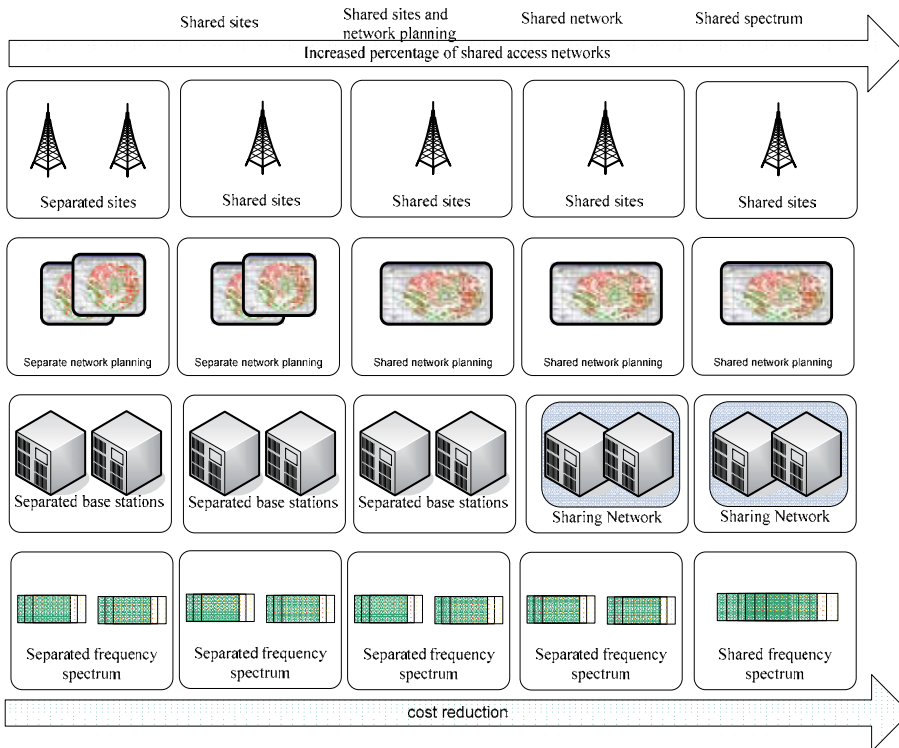 Shared sites
Shared sites and
network planning
Shared network
Shared spectrum
Increased percentage of shared access networks
Separated sites
Shared sites
Shared sites
Shared sites
Shared sites
Separate network planning
Separate network planning
Shared network planning
Shared network planning
Shared network planning
Separated base stations
Separated base stations
Separated base stations
Sharing Network
Sharing Network
Separated frequency
spectrum
Separated frequency
spectrum
Separated frequency
spectrum
Separated frequency
spectrum
Shared frequency
spectrum
cost reduction